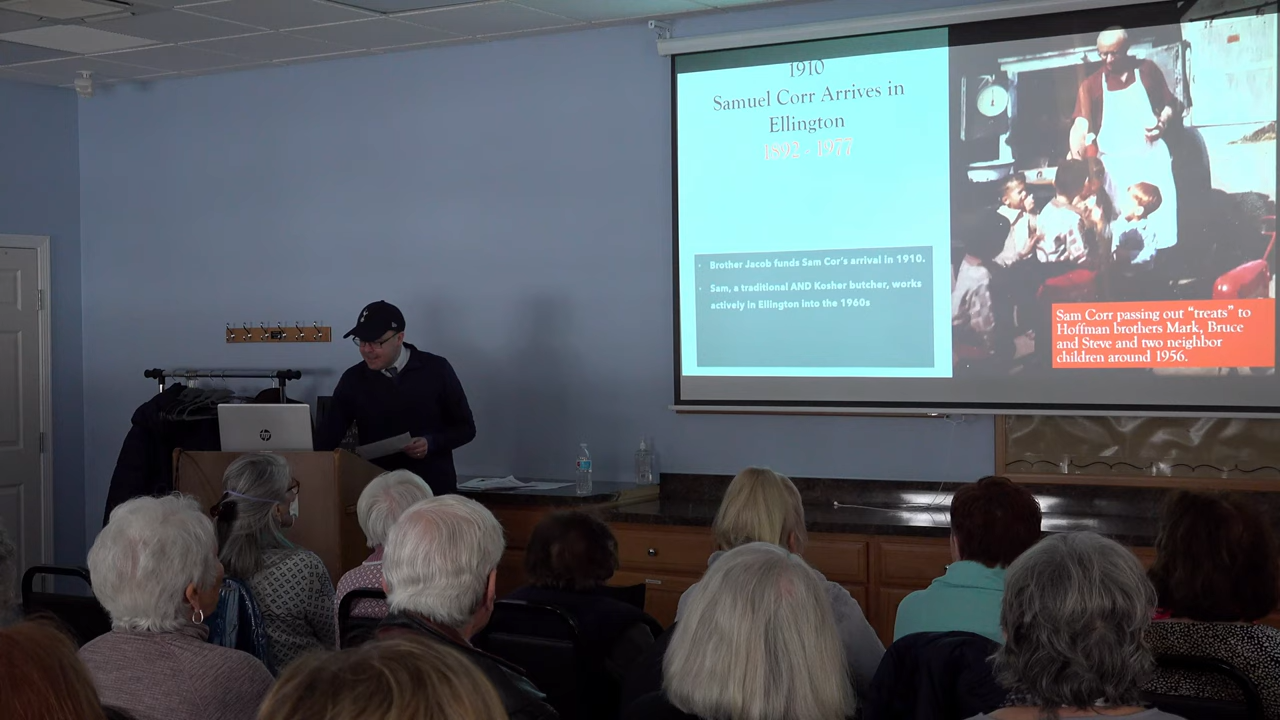 1910
Samuel Corr Arrives in
Ellington
1892 - 1977
• Brother Jacob funds Sam Cor's arrival in 1910.
• Sam, a traditional AND Kosher butcher, works
actively in Ellington into the 1960s
Sam Corr passing out "treats" to
Hoffman brothers Mark, Bruce
and Steve and two neighbor
children around 1956.
hp